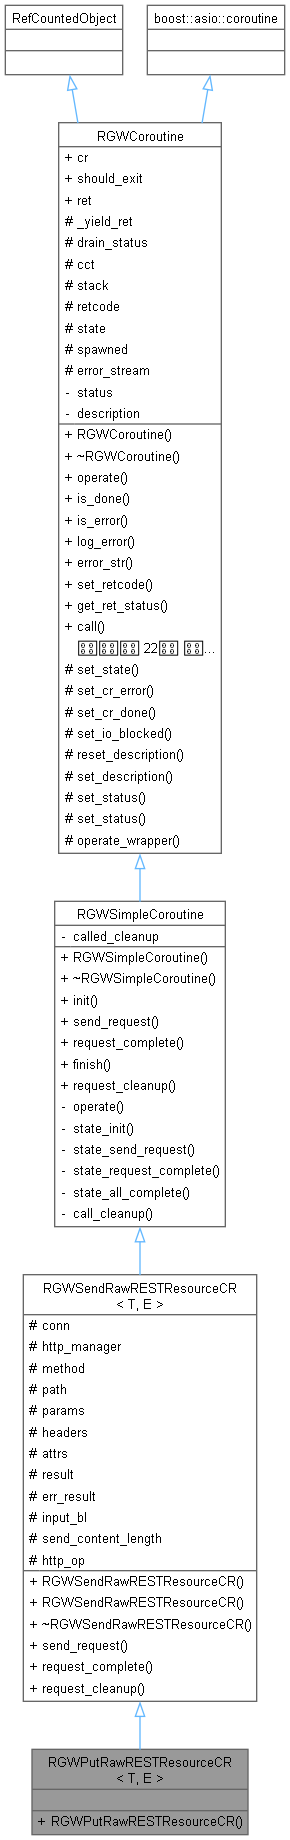 RefCountedObject
boost::asio::coroutine
RGWCoroutine
+ cr
+ should_exit
+ ret
# _yield_ret
# drain_status
# cct
# stack
# retcode
# state
# spawned
# error_stream
- status
- description
+ RGWCoroutine()
+ ~RGWCoroutine()
+ operate()
+ is_done()
+ is_error()
+ log_error()
+ error_str()
+ set_retcode()
+ get_ret_status()
+ call()
22 ...
# set_state()
# set_cr_error()
# set_cr_done()
# set_io_blocked()
# reset_description()
# set_description()
# set_status()
# set_status()
# operate_wrapper()
RGWSimpleCoroutine
- called_cleanup
+ RGWSimpleCoroutine()
+ ~RGWSimpleCoroutine()
+ init()
+ send_request()
+ request_complete()
+ finish()
+ request_cleanup()
- operate()
- state_init()
- state_send_request()
- state_request_complete()
- state_all_complete()
- call_cleanup()
RGWSendRawRESTResourceCR
< T, E >
# conn
# http_manager
# method
# path
# params
# headers
# attrs
# result
# err_result
# input_bl
# send_content_length
# http_op
+ RGWSendRawRESTResourceCR()
+ RGWSendRawRESTResourceCR()
+ ~RGWSendRawRESTResourceCR()
+ send_request()
+ request_complete()
+ request_cleanup()
RGWPutRawRESTResourceCR
< T, E >
+ RGWPutRawRESTResourceCR()